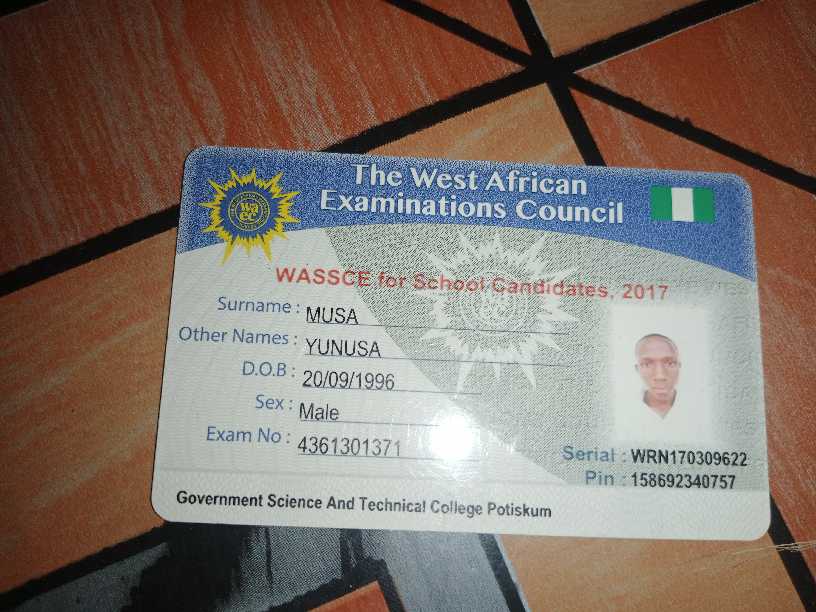 The West African
Examinations Council
WASSCE for School Candidates, 2017
Surname : MUSA
Other Names : YUNUSA
D.O.B : 20/09/1996
Sex : Male
Exam No : 4361301371
Serial : WRN170309622
Pin : 158692340757
Government Science And Technical College Potiskum